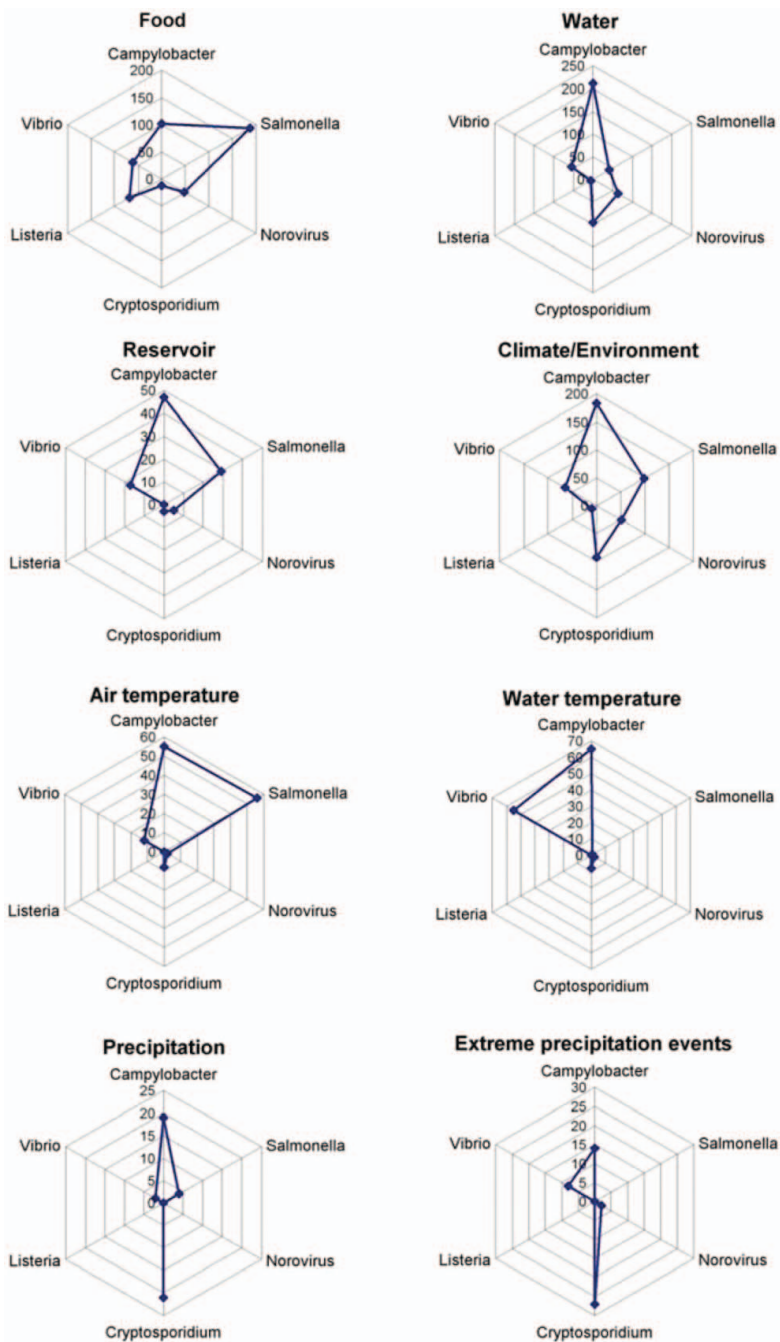 Food
Campylobacter
200
150
100
50
0
Salmonella
Norovirus
Cryptosporidium
Listeria
Vibrio
Water
Campylobacter
250
200
150
100
50
0
Salmonella
Norovirus
Cryptosporidium
Listeria
Vibrio
Reservoir
Campylobacter
50
40
30
20
10
0
Salmonella
Norovirus
Cryptosporidium
Listeria
Vibrio
Climate/Environment
Campylobacter
200
150
100
50
0
Salmonella
Norovirus
Cryptosporidium
Listeria
Vibrio
Air temperature
Campylobacter
60
50
40
30
20
10
0
Salmonella
Norovirus
Cryptosporidium
Listeria
Vibrio
Water temperature
Campylobacter
70
60
50
40
30
20
10
0
Salmonella
Norovirus
Cryptosporidium
Listeria
Vibrio
Precipitation
Campylobacter
25
20
15
10
5
0
Salmonella
Norovirus
Cryptosporidium
Listeria
Vibrio
Extreme precipitation events
Campylobacter
30
25
20
15
10
5
0
Salmonella
Norovirus
Cryptosporidium
Listeria
Vibrio